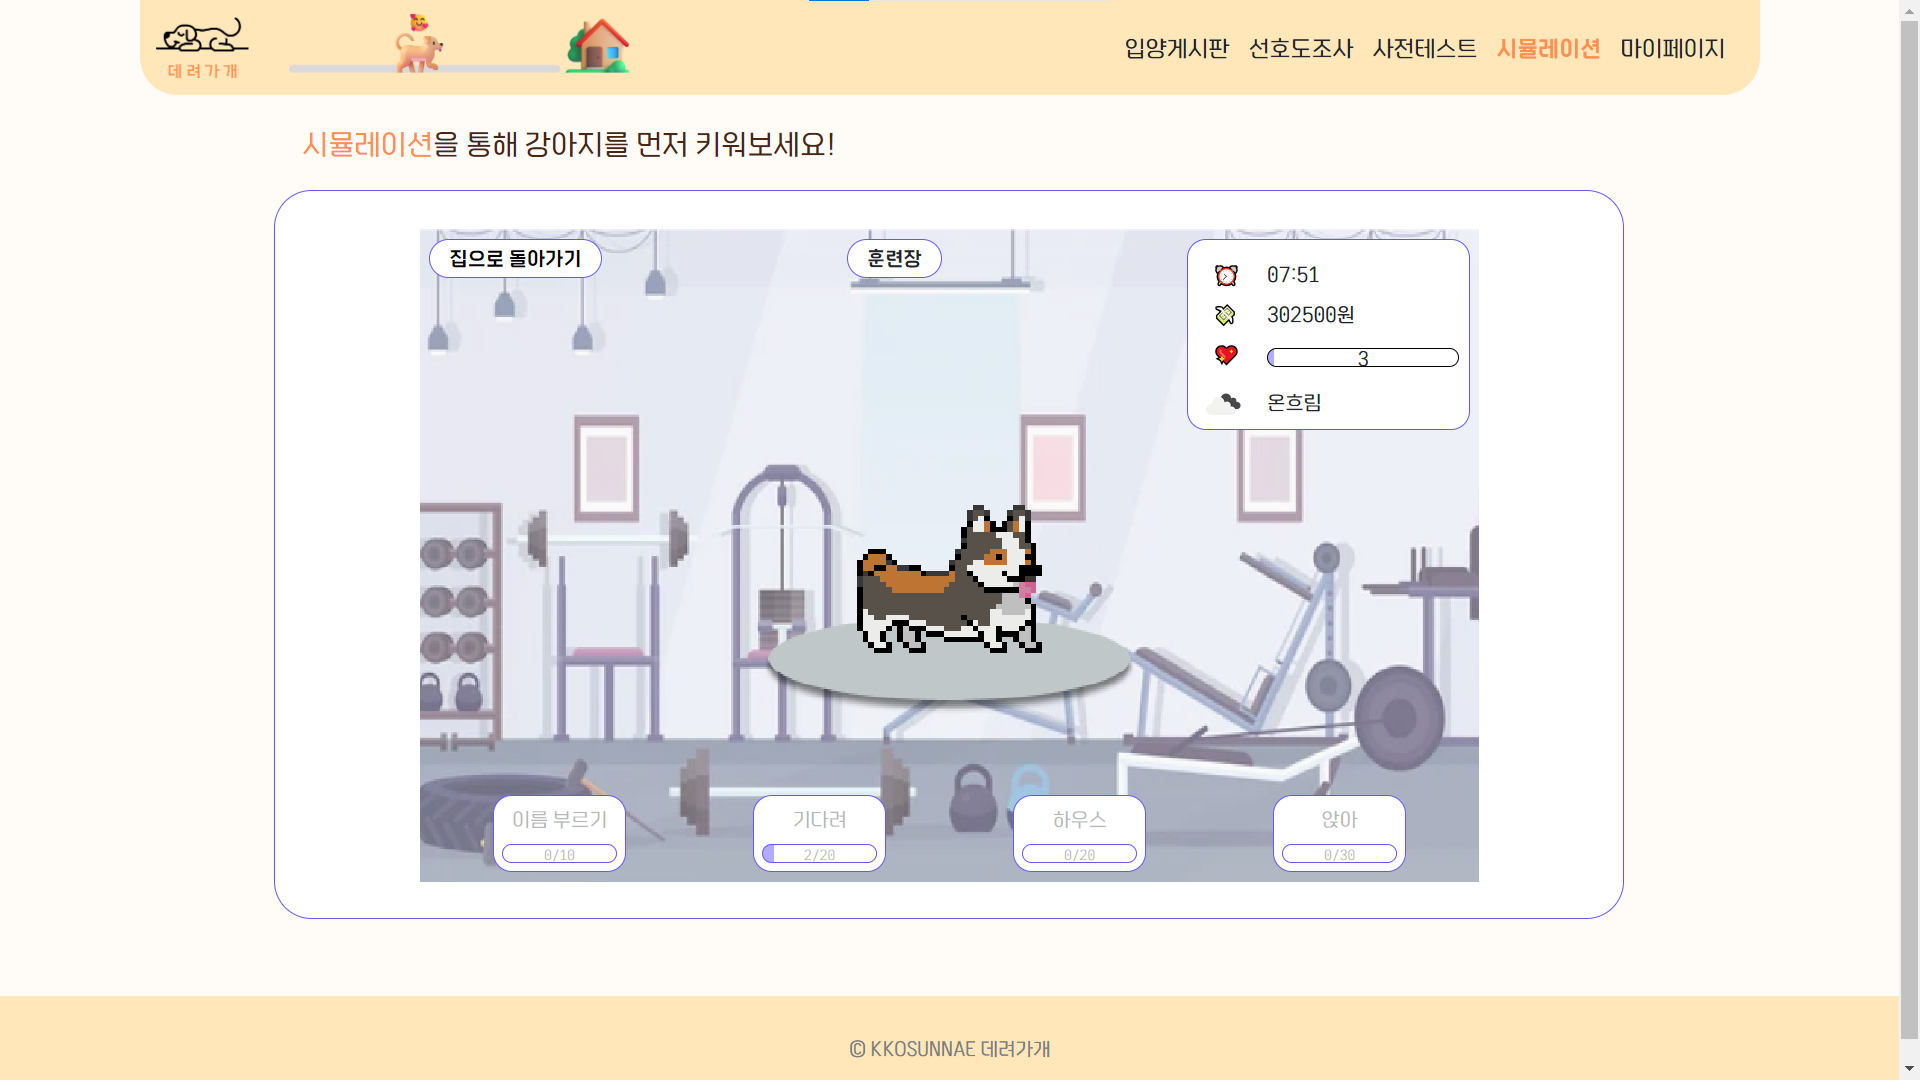 데려가개
입양게시판 선호도조사 사전테스트 시뮬레이션 마이페이지
시뮬레이션을 통해 강아지를 먼저 키워보세요!
집으로 돌아가기
훈련장
07:51
302500원
3
온흐림
이름 부르기
0/10
기다려
2/20
하우스
0/20
앉아
0/30
© KKOSUNNAE 데려가개